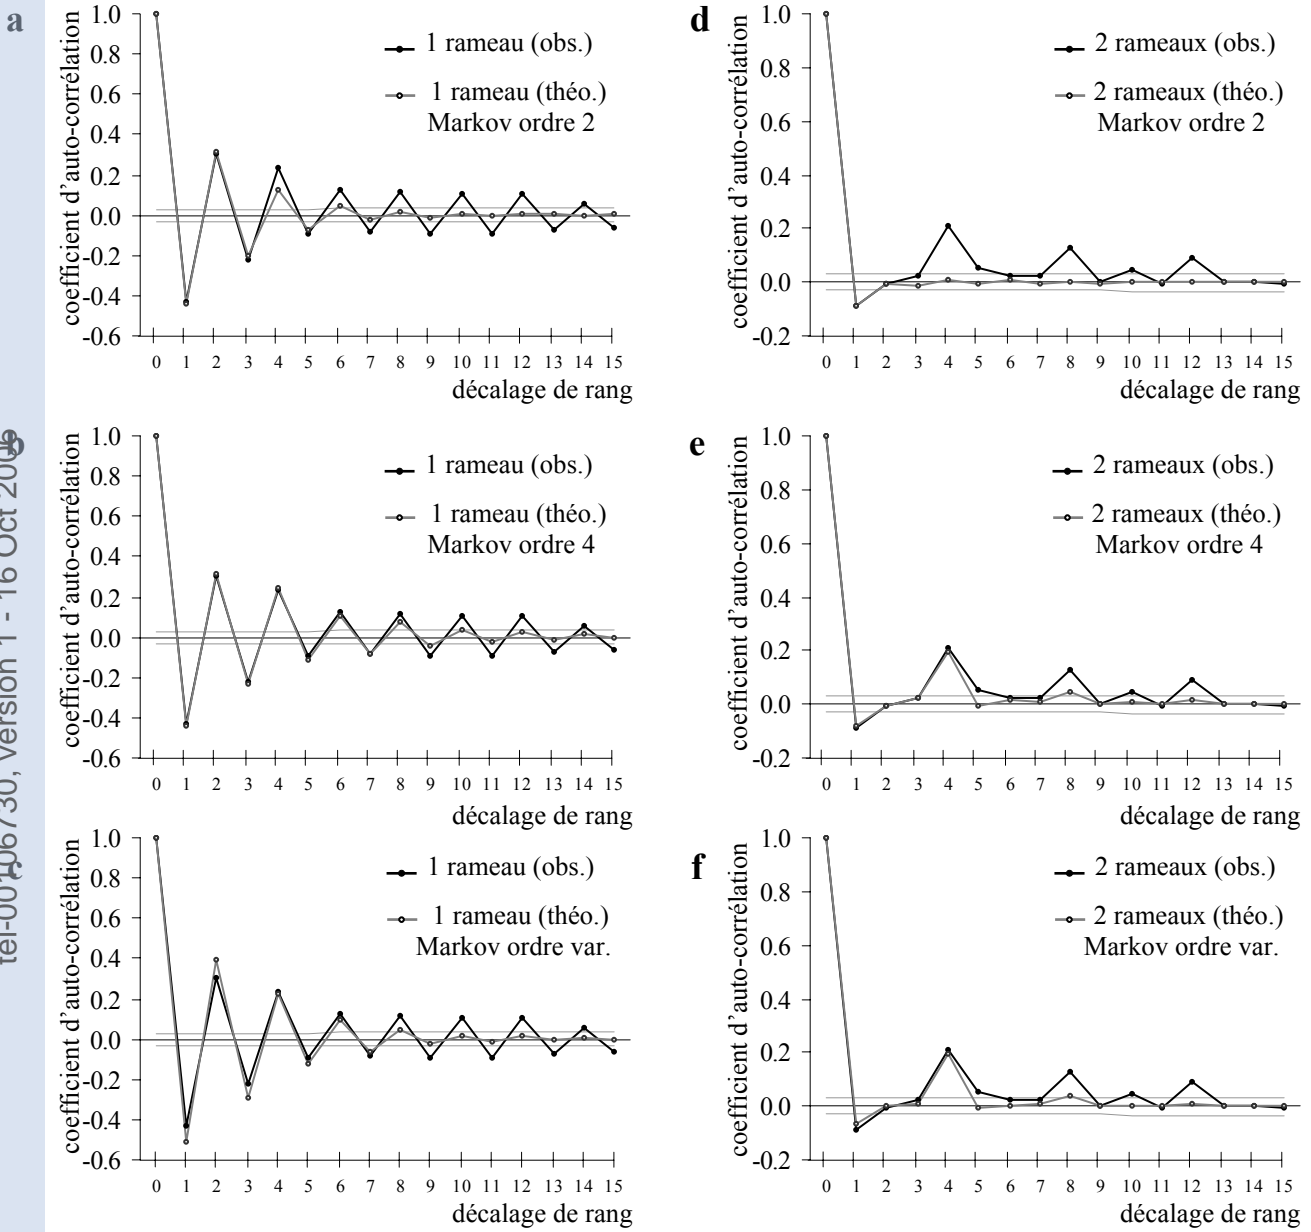 a
1.0
0.8
0.6
0.4
0.2
0.0
-0.2
-0.4
-0.6
coefficient d'auto-corrélation
1 rameau (obs.)
1 rameau (théo.)
Markov ordre 2
0 1 2 3 4 5 6 7 8 9 10 11 12 13 14 15
décalage de rang
d
1.0
0.8
0.6
0.4
0.2
0.0
-0.2
coefficient d'auto-corrélation
2 rameaux (obs.)
2 rameaux (théo.)
Markov ordre 2
0 1 2 3 4 5 6 7 8 9 10 11 12 13 14 15
décalage de rang
b
1.0
0.8
0.6
0.4
0.2
0.0
-0.2
-0.4
-0.6
coefficient d'auto-corrélation
1 rameau (obs.)
1 rameau (théo.)
Markov ordre 4
0 1 2 3 4 5 6 7 8 9 10 11 12 13 14 15
décalage de rang
e
1.0
0.8
0.6
0.4
0.2
0.0
-0.2
coefficient d'auto-corrélation
2 rameaux (obs.)
2 rameaux (théo.)
Markov ordre 4
0 1 2 3 4 5 6 7 8 9 10 11 12 13 14 15
décalage de rang
c
1.0
0.8
0.6
0.4
0.2
0.0
-0.2
-0.4
-0.6
coefficient d'auto-corrélation
1 rameau (obs.)
1 rameau (théo.)
Markov ordre var.
0 1 2 3 4 5 6 7 8 9 10 11 12 13 14 15
décalage de rang
f
1.0
0.8
0.6
0.4
0.2
0.0
-0.2
coefficient d'auto-corrélation
2 rameaux (obs.)
2 rameaux (théo.)
Markov ordre var.
0 1 2 3 4 5 6 7 8 9 10 11 12 13 14 15
décalage de rang
tel-00106730, version 1 - 16 Oct 2006